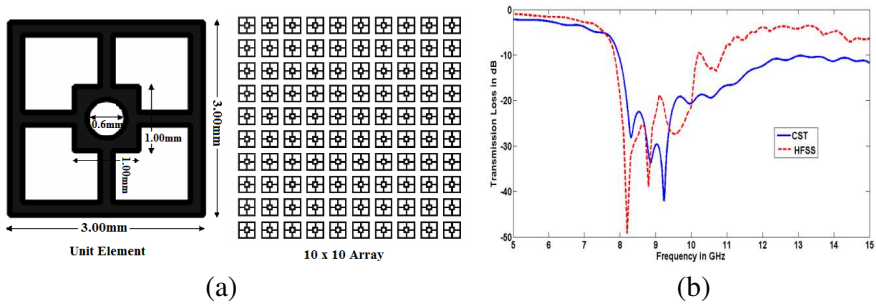 0.6mm
1.00mm
1.00mm
3.00mm
3.00mm
Unit Element
10 x 10 Array
(a)
(b)
Transmission Loss in dB
0
-10
-20
-30
-40
-50
CST
HFSS
5 6 7 8 9 10 11 12 13 14 15
Frequency in GHz